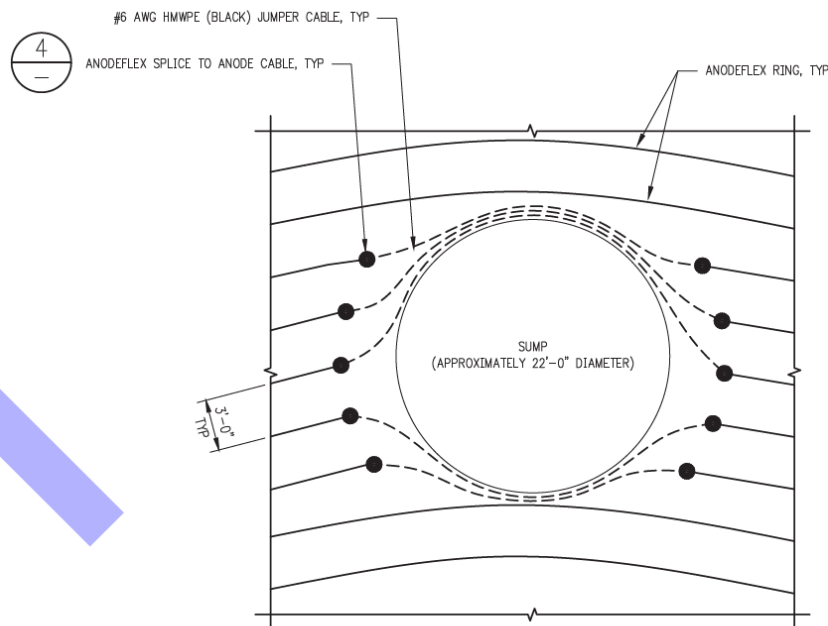 #6 AWG HMWPE (BLACK) JUMPER CABLE, TYP
4
–
ANODEFLEX SPLICE TO ANODE CABLE, TYP
ANODEFLEX RING, TYP
SUMP
(APPROXIMATELY 22'-0" DIAMETER)
3'-0"
TYP